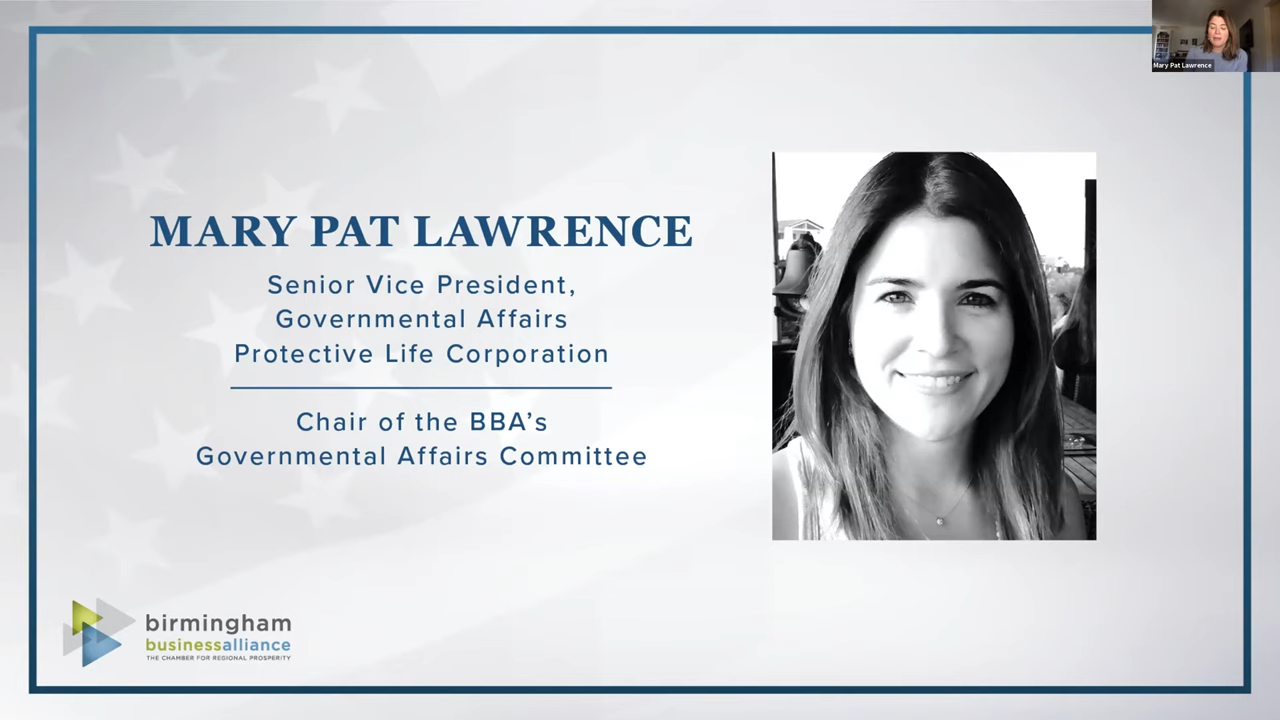 Mary Pat Lawrence
MARY PAT LAWRENCE
Senior Vice President,
Governmental Affairs
Protective Life Corporation
Chair of the BBA’s
Governmental Affairs Committee
birmingham
businessalliance
THE CHAMBER FOR REGIONAL PROSPERITY